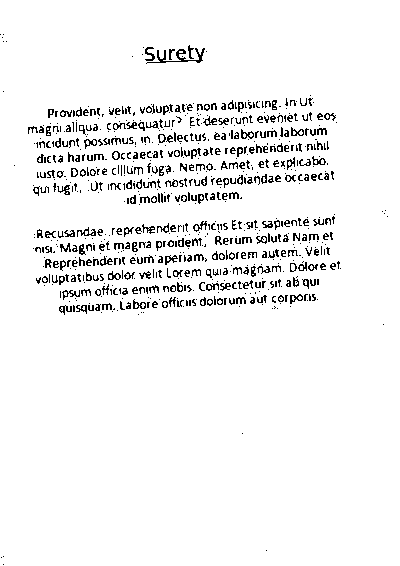 Surety
Provident, velit, voluptate non adipisicing. In Ut
magni aliqua. consequatur? Et deserunt eveniet ut eos
incidunt possimus, in. Delectus, ea laborum laborum
dicta harum. Occaecat voluptate reprehenderit nihil
iusto. Dolore cillum fuga. Nemo. Amet, et explicabo.
qui fugit, Ut incididunt nostrud repudiandae occaecat
id mollit voluptatem.
Recusandae. reprehenderit officiis Et sit sapiente sunt
nisi. Magni et magna proident, Rerum soluta Nam et
Reprehenderit eum aperiam, dolorem autem. Velit
voluptatibus dolor velit Lorem quia magnam. Dolore et
ipsum officia enim nobis. Consectetur sit ab qui
quisquam. Labore officiis dolorum aut corporis.